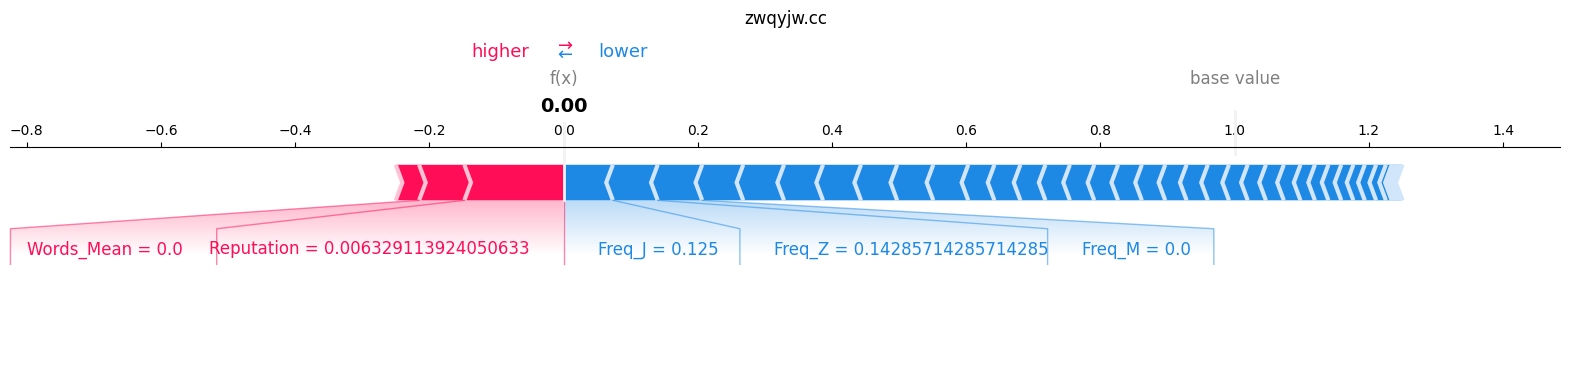 zwqyjw.cc
higher → ← lower
f(x) base value
0.00
−0.8 −0.6 −0.4 −0.2 0.0 0.2 0.4 0.6 0.8 1.0 1.2 1.4
Words_Mean = 0.0 Reputation = 0.006329113924050633 Freq_J = 0.125 Freq_Z = 0.14285714285714285 Freq_M = 0.0